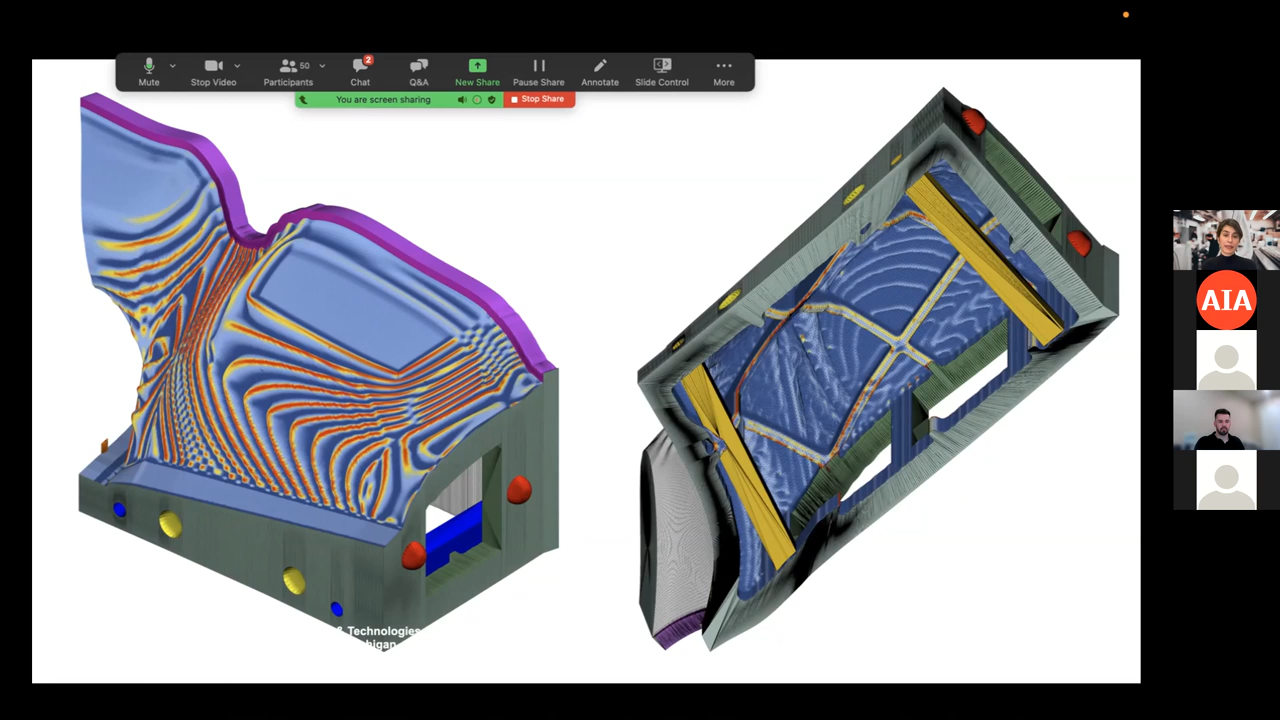 Mute
Stop Video
Participants
50
Chat
2
Q&A
New Share
Pause Share
Annotate
Slide Control
More
You are screen sharing
Stop Share
AIA
& Technologies